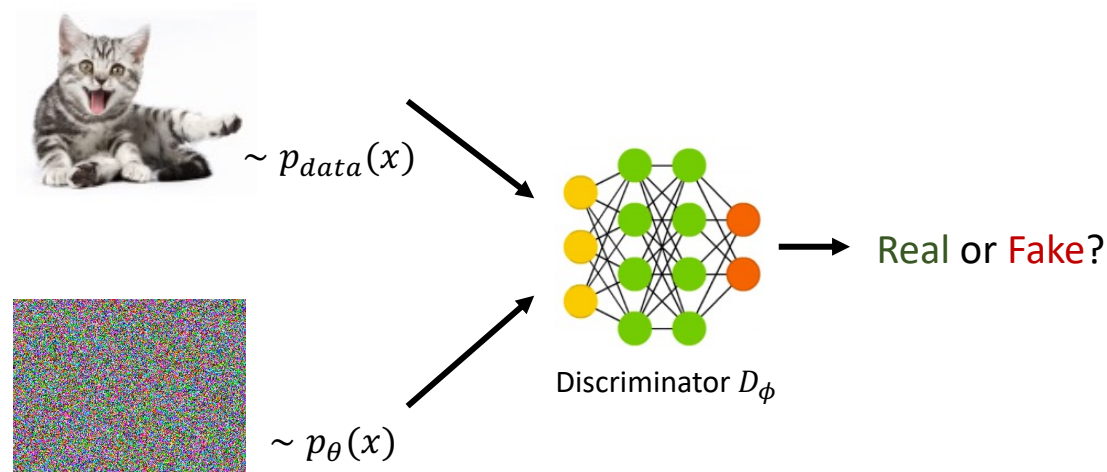 ~ p_{data}(x)
Real or Fake?
Discriminator D_ϕ
~ p_θ(x)